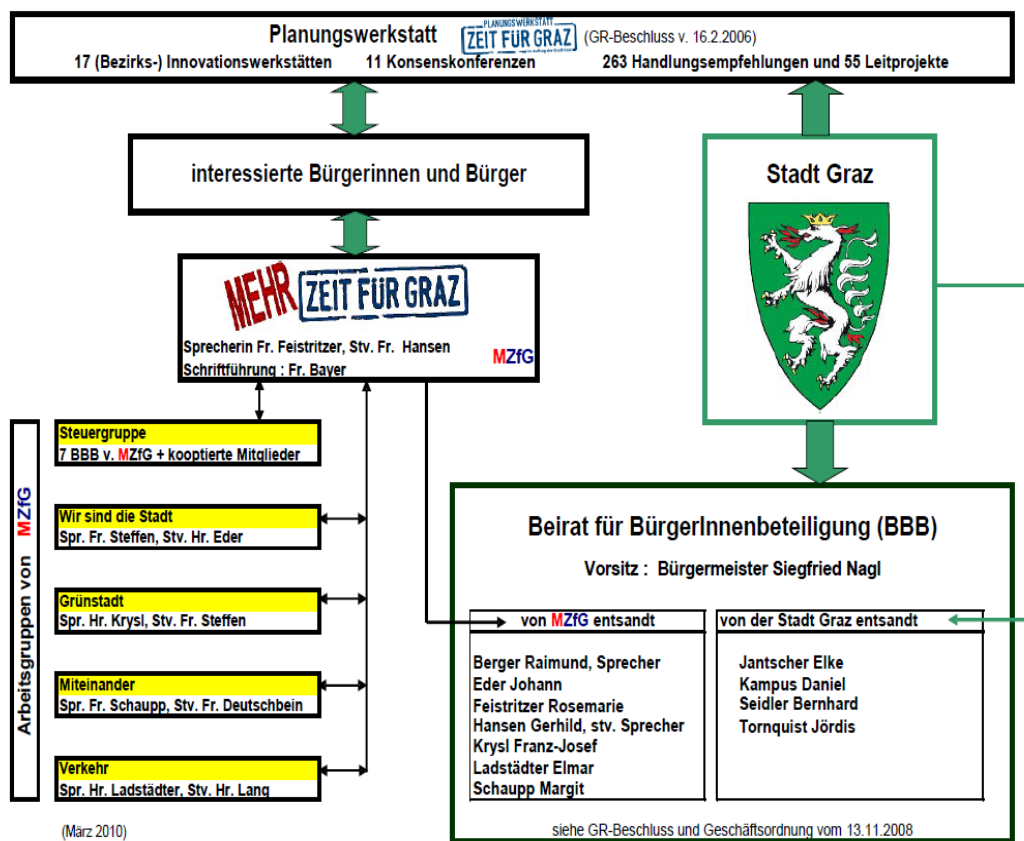 Planungswerkstatt
PLANUNGSWERKSTATT
ZEIT FÜR GRAZ
(GR-Beschluss v. 16.2.2006)
17 (Bezirks-) Innovationswerkstätten 11 Konsenskonferenzen 263 Handlungsempfehlungen und 55 Leitprojekte
interessierte Bürgerinnen und Bürger
Stadt Graz
MEHR ZEIT FÜR GRAZ
Sprecherin Fr. Feistritzer, Stv. Fr. Hansen
MZfG
Schriftführung : Fr. Bayer
Arbeitsgruppen von MZfG
Steuergruppe
7 BBB v. MZfG + kooptierte Mitglieder
Wir sind die Stadt
Spr. Fr. Steffen, Stv. Hr. Eder
Grünstadt
Spr. Hr. Krysl, Stv. Fr. Steffen
Miteinander
Spr. Fr. Schaupp, Stv. Fr. Deutschbein
Verkehr
Spr. Hr. Ladstädter, Stv. Hr. Lang
(März 2010)
Beirat für BürgerInnenbeteiligung (BBB)
Vorsitz : Bürgermeister Siegfried Nagl
von MZfG entsandt
Berger Raimund, Sprecher
Eder Johann
Feistritzer Rosemarie
Hansen Gerhild, stv. Sprecher
Krysl Franz-Josef
Ladstädter Elmar
Schaupp Margit
von der Stadt Graz entsandt
Jantscher Elke
Kampus Daniel
Seidler Bernhard
Tornquist Jördis
siehe GR-Beschluss und Geschäftsordnung vom 13.11.2008